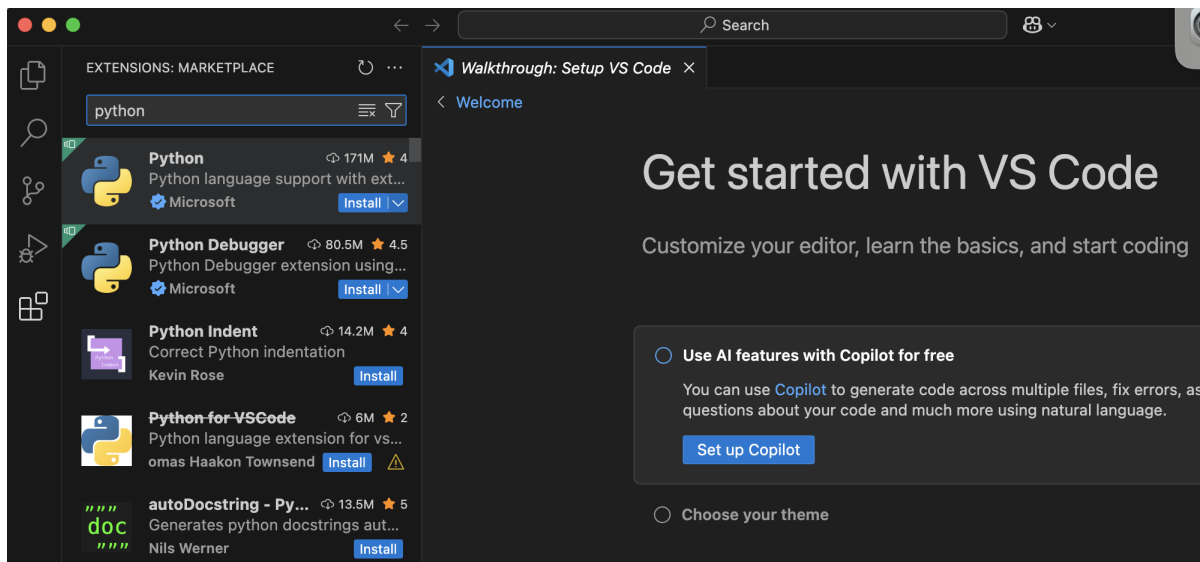 Search
EXTENSIONS: MARKETPLACE
Walkthrough: Setup VS Code
python
Welcome
Python 171M 4
Python language support with ext...
Microsoft Install
Python Debugger 80.5M 4.5
Python Debugger extension using...
Microsoft Install
Python Indent 14.2M 4
Correct Python indentation
Kevin Rose Install
Python for VSCode 6M 2
Python language extension for vs...
omas Haakon Townsend Install
autoDocstring - Py... 13.5M 5
Generates python docstrings aut...
Nils Werner Install
""" 
doc
"""
Get started with VS Code
Customize your editor, learn the basics, and start coding
Use AI features with Copilot for free
You can use Copilot to generate code across multiple files, fix errors, as
questions about your code and much more using natural language.
Set up Copilot
Choose your theme